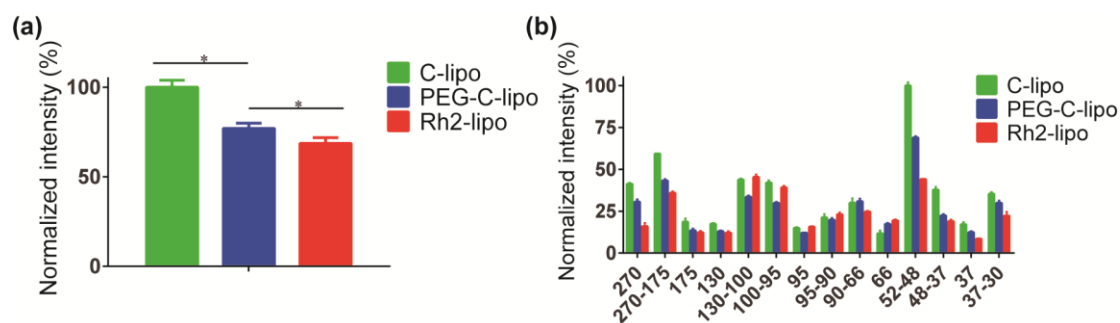 (a)
Normalized intensity (%)
100
50
0
*
*
C-lipo
PEG-C-lipo
Rh2-lipo
(b)
Normalized intensity (%)
100
75
50
25
0
C-lipo
PEG-C-lipo
Rh2-lipo
270
270-175
175
130
130-100
100-95
95
95-90
90-66
66
52-48
48-37
37
37-30